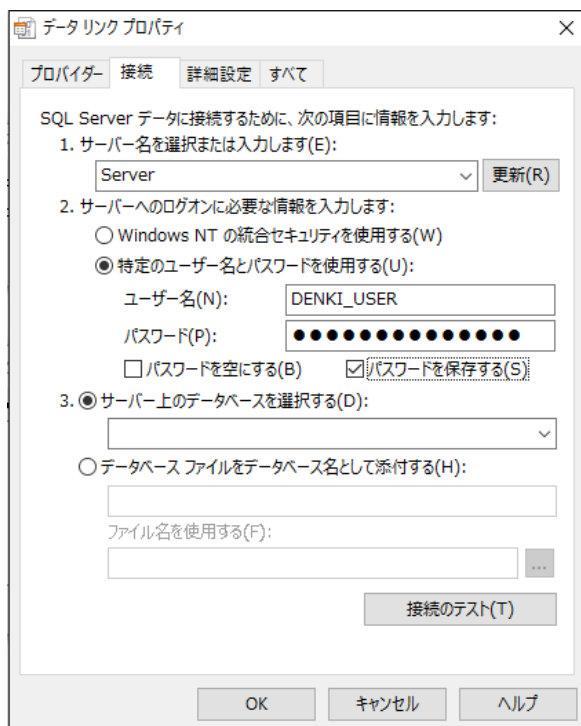 データ リンク プロパティ
プロバイダー 接続 詳細設定 すべて
SQL Server データに接続するために、次の項目に情報を入力します:
1. サーバー名を選択または入力します(E):
Server 更新(R)
2. サーバーへのログオンに必要な情報を入力します:
Windows NT の統合セキュリティを使用する(W)
特定のユーザー名とパスワードを使用する(U):
ユーザー名(N): DENKI_USER
パスワード(P): ●●●●●●●●●●●●●●
パスワードを空にする(B) パスワードを保存する(S)
3. サーバー上のデータベースを選択する(D):
データベース ファイルをデータベース名として添付する(H):
ファイル名を使用する(F):
...
接続のテスト(T)
OK キャンセル ヘルプ